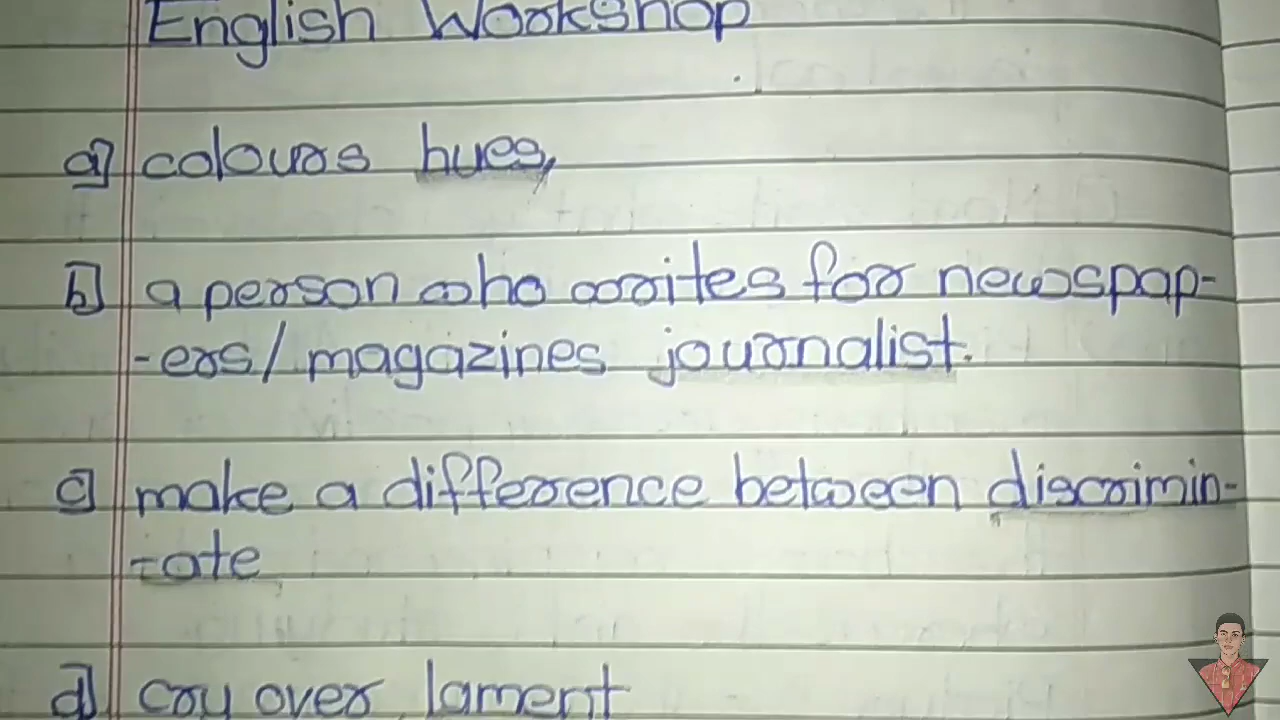 English Workshop
a) colours hues,
b) a person who writes for newspap-
-ers/ magazines journalist.
c) make a difference between discrimin-
-ate
d) cry over lament